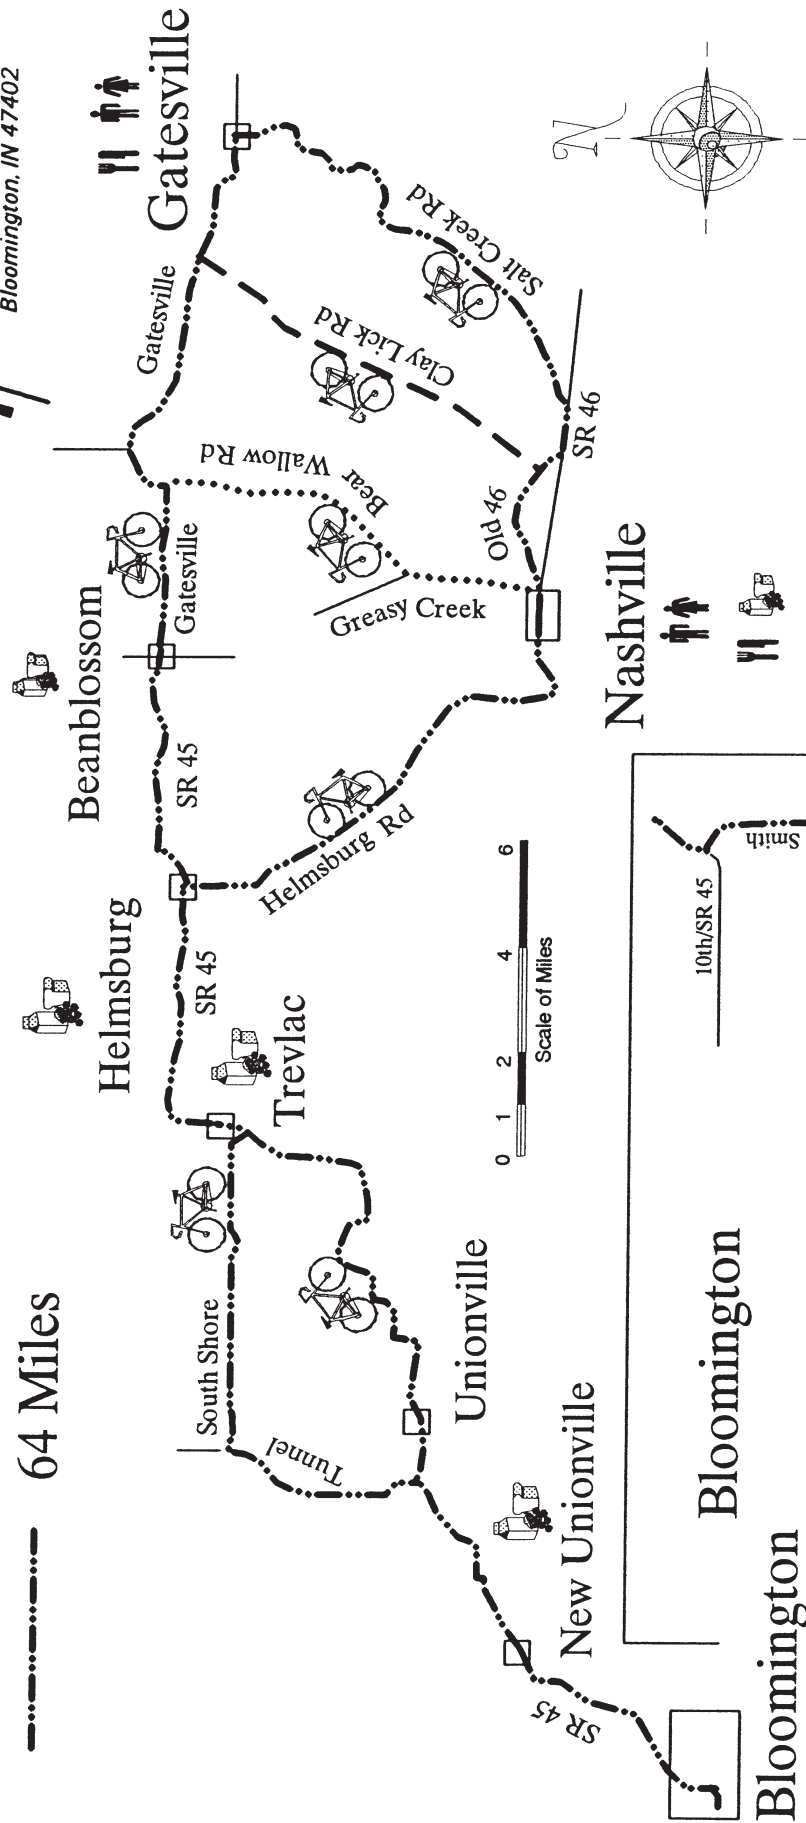 Bloomington, IN 47402
64 Miles
Gatesville
Gatesville
Beanblossom
Gatesville
Bear
Wallow Rd
Clay Lick Rd
Salt Creek Rd
N
SR 45
Helmsburg
SR 45
Helmsburg Rd
Greasy Creek
Old 46
SR 46
Nashville
Trevlac
South Shore
Tunnel
Unionville
New Unionville
SR 45
Bloomington
0 1 2 4 6
Scale of Miles
Bloomington
10th/SR 45
Smith